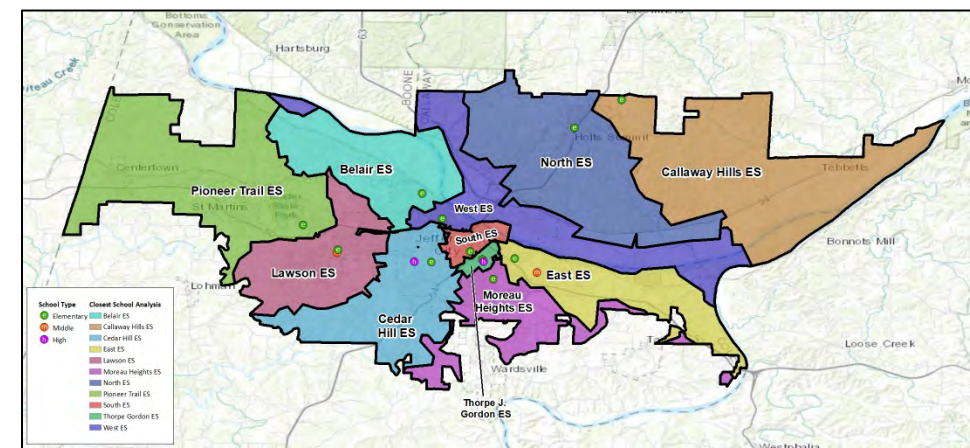 Bottoms
Conservation
Area
Hartsburg
63
BOONE
CALLAWAY
COLE
Holts Summit
Centertown
Belair ES
North ES
Callaway Hills ES
Tebbetts
Pioneer Trail ES
St Martins
West ES
South ES
Bonnots Mill
Lawson ES
East ES
Lohman
Moreau
Heights ES
Cedar
Hill ES
Wardsville
Loose Creek
Thorpe J.
Gordon ES
Westphalia
School Type
e Elementary
m Middle
h High
Closest School Analysis
Belair ES
Callaway Hills ES
Cedar Hill ES
East ES
Lawson ES
Moreau Heights ES
North ES
Pioneer Trail ES
South ES
Thorpe Gordon ES
West ES